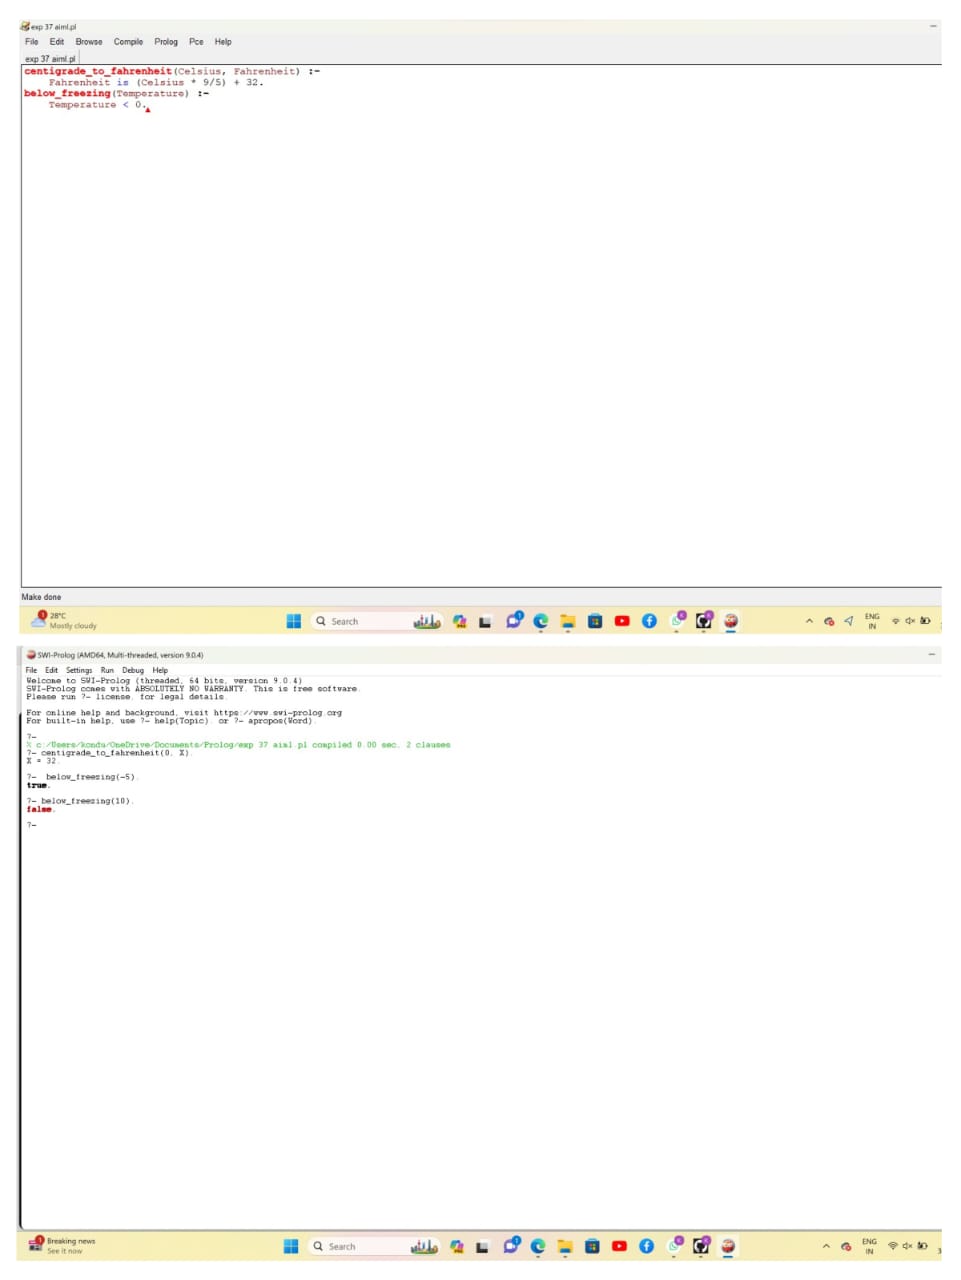 exp 37 aiml.pl
File Edit Browse Compile Prolog Pce Help
exp 37 aiml.pl
centigrade_to_fahrenheit(Celsius, Fahrenheit) :-
    Fahrenheit is (Celsius * 9/5) + 32.
below_freezing(Temperature) :-
    Temperature < 0.
Make done
1
28°C
Mostly cloudy
Search
1
K
K
ENG
IN
SWI-Prolog (AMD64, Multi-threaded, version 9.0.4)
File Edit Settings Run Debug Help
Welcome to SWI-Prolog (threaded, 64 bits, version 9.0.4)
SWI-Prolog comes with ABSOLUTELY NO WARRANTY. This is free software.
Please run ?- license. for legal details.
For online help and background, visit https://www.swi-prolog.org
For built-in help, use ?- help(Topic). or ?- apropos(Word).
?-
% c:/Users/kondu/OneDrive/Documents/Prolog/exp 37 aiml.pl compiled 0.00 sec, 2 clauses
?- centigrade_to_fahrenheit(0, X).
X = 32.
?-  below_freezing(-5).
true.
?- below_freezing(10).
false.
?-
1
Breaking news
See it now
Search
1
K
K
ENG
IN